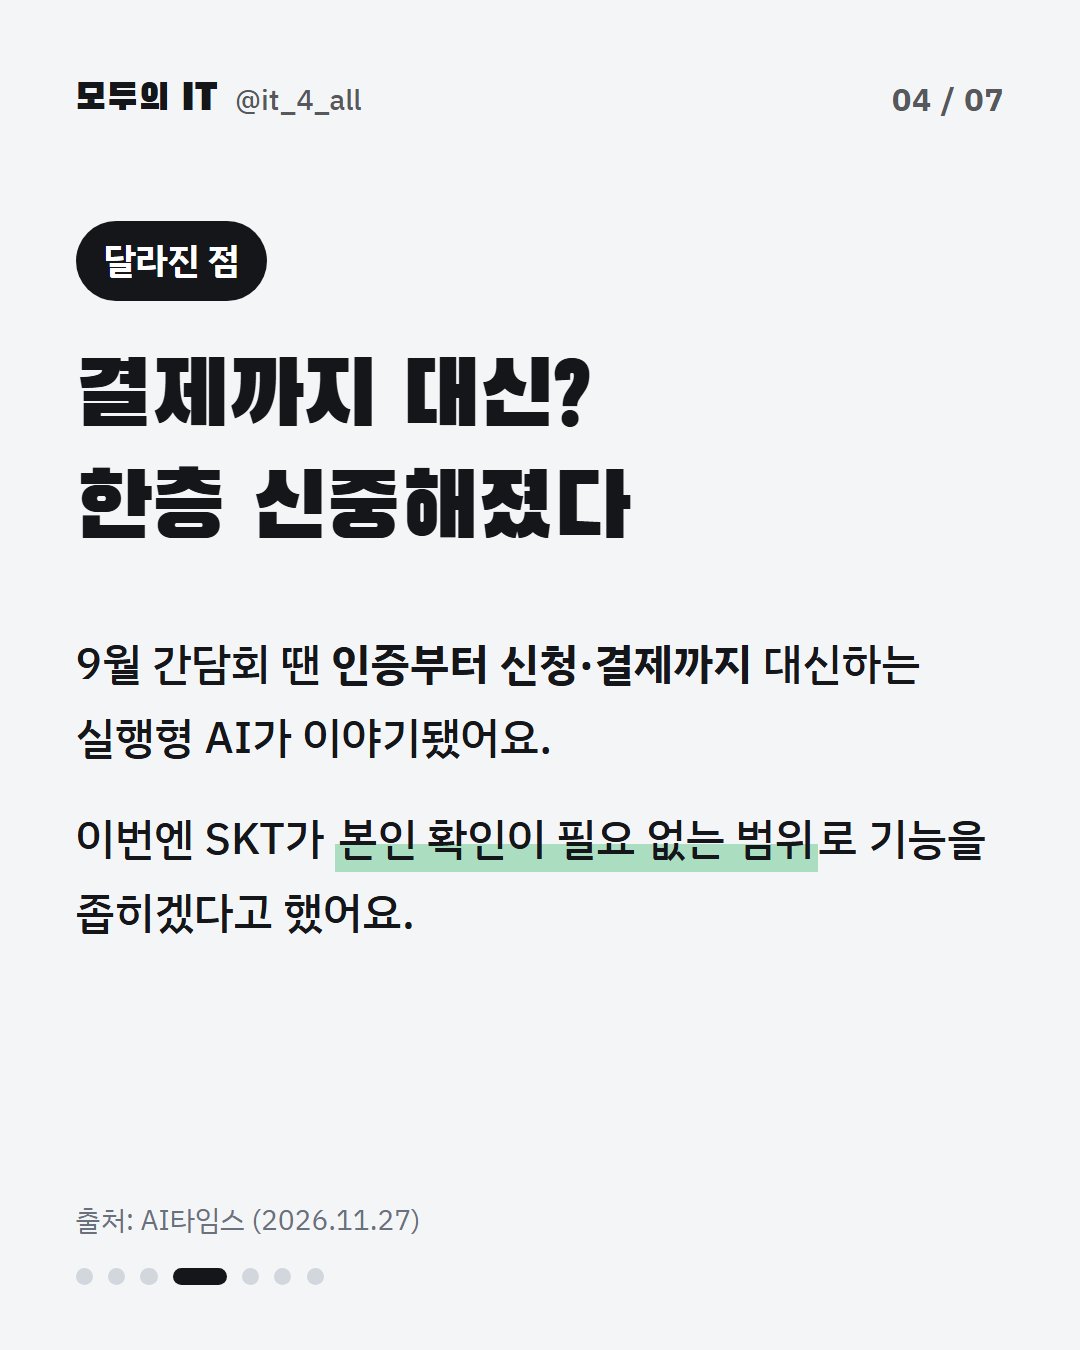 모두의 IT @it_4_all 04 / 07
달라진 점
결제까지 대신?
한층 신중해졌다
9월 간담회 땐 인증부터 신청·결제까지 대신하는
실행형 AI가 이야기됐어요.
이번엔 SKT가 본인 확인이 필요 없는 범위로 기능을
좁히겠다고 했어요.
출처: AI타임스 (2026.11.27)